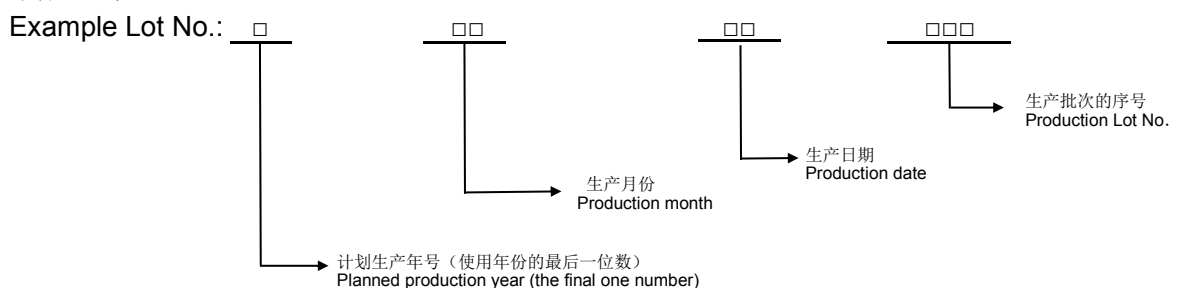 Example Lot No.: □ □□ □□ □□□
生产批次的序号
Production Lot No.
生产日期
Production date
生产月份
Production month
计划生产年号（使用年份的最后一位数）
Planned production year (the final one number)